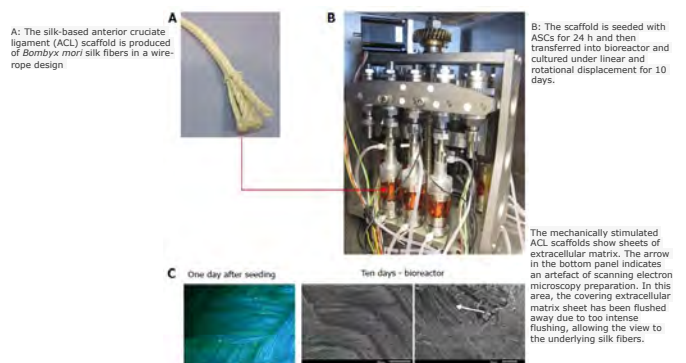 A
B
A: The silk-based anterior cruciate
ligament (ACL) scaffold is produced
of Bombyx mori silk fibers in a wire-
rope design
B: The scaffold is seeded with
ASCs for 24 h and then
transferred into bioreactor and
cultured under linear and
rotational displacement for 10
days.
The mechanically stimulated
ACL scaffolds show sheets of
extracellular matrix. The arrow
in the bottom panel indicates
an artefact of scanning electron
microscopy preparation. In this
area, the covering extracellular
matrix sheet has been flushed
away due to too intense
flushing, allowing the view to
the underlying silk fibers.
C
One day after seeding
Ten days - bioreactor